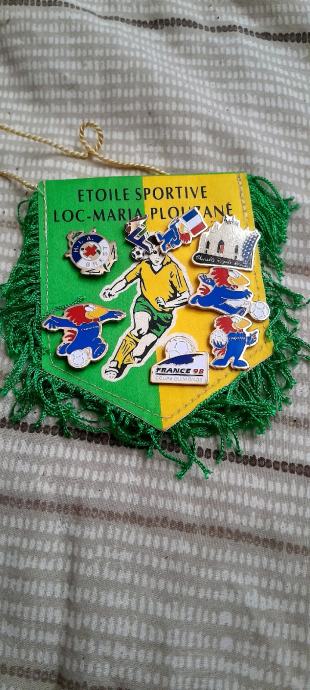 ETOILE SPORTIVE
LOC-MARIA PLOUZANÉ
FRANCE 98